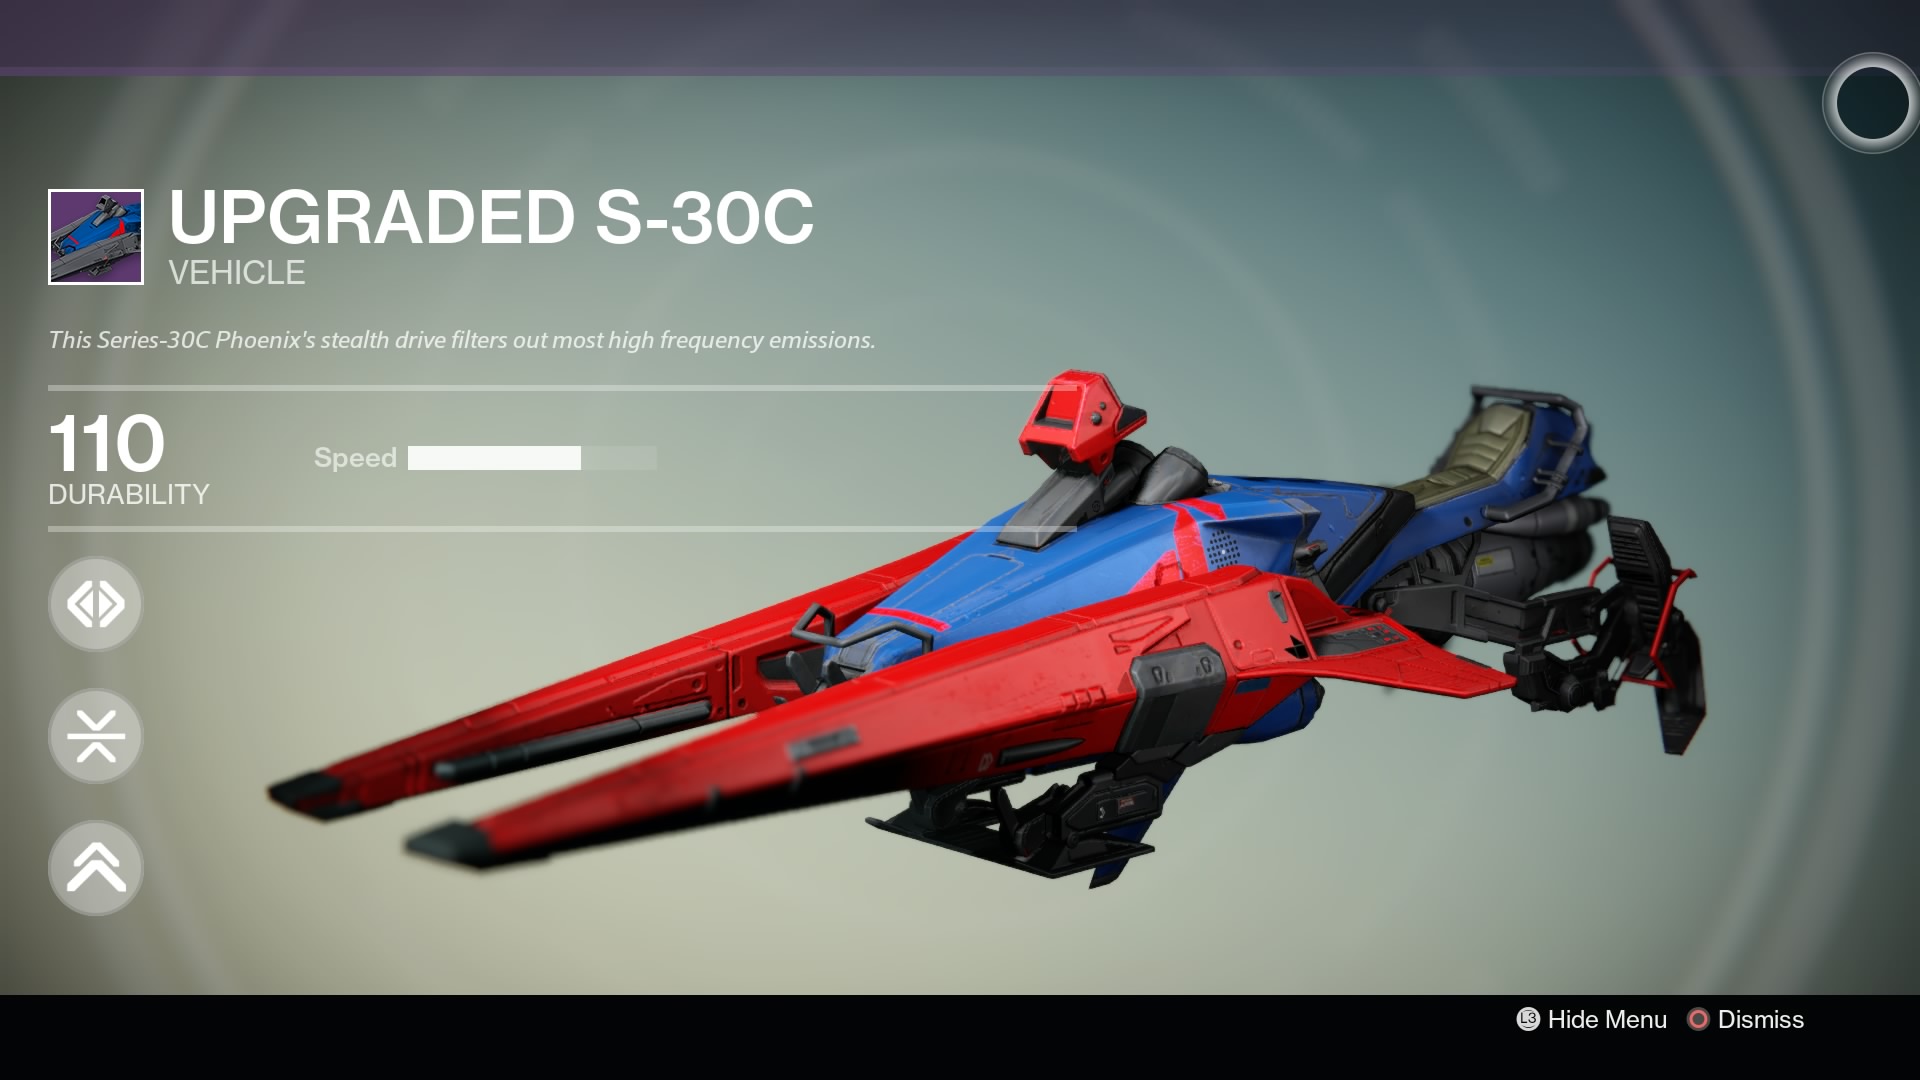 UPGRADED S-30C
VEHICLE
This Series-30C Phoenix's stealth drive filters out most high frequency emissions.
110
DURABILITY
Speed
L3 Hide Menu Dismiss